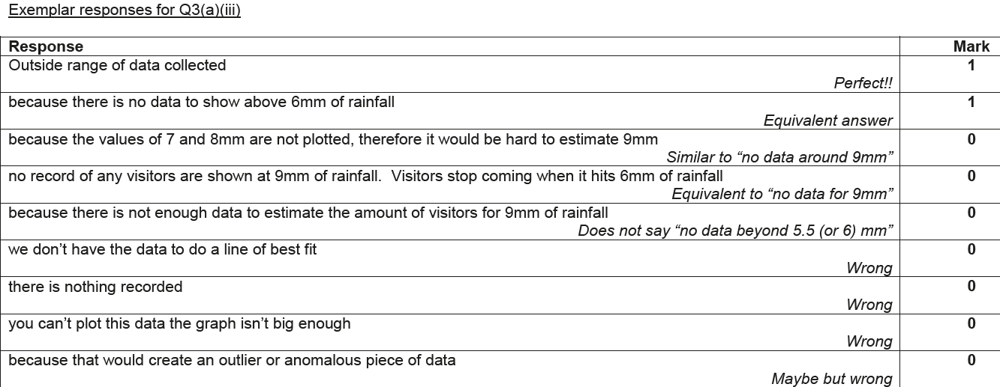 Exemplar responses for Q3(a)(iii)
Response Mark
Outside range of data collected 1
Perfect!!
because there is no data to show above 6mm of rainfall 1
Equivalent answer
because the values of 7 and 8mm are not plotted, therefore it would be hard to estimate 9mm 0
Similar to “no data around 9mm”
no record of any visitors are shown at 9mm of rainfall.  Visitors stop coming when it hits 6mm of rainfall 0
Equivalent to “no data for 9mm”
because there is not enough data to estimate the amount of visitors for 9mm of rainfall 0
Does not say “no data beyond 5.5 (or 6) mm”
we don’t have the data to do a line of best fit 0
Wrong
there is nothing recorded 0
Wrong
you can’t plot this data the graph isn’t big enough 0
Wrong
because that would create an outlier or anomalous piece of data 0
Maybe but wrong